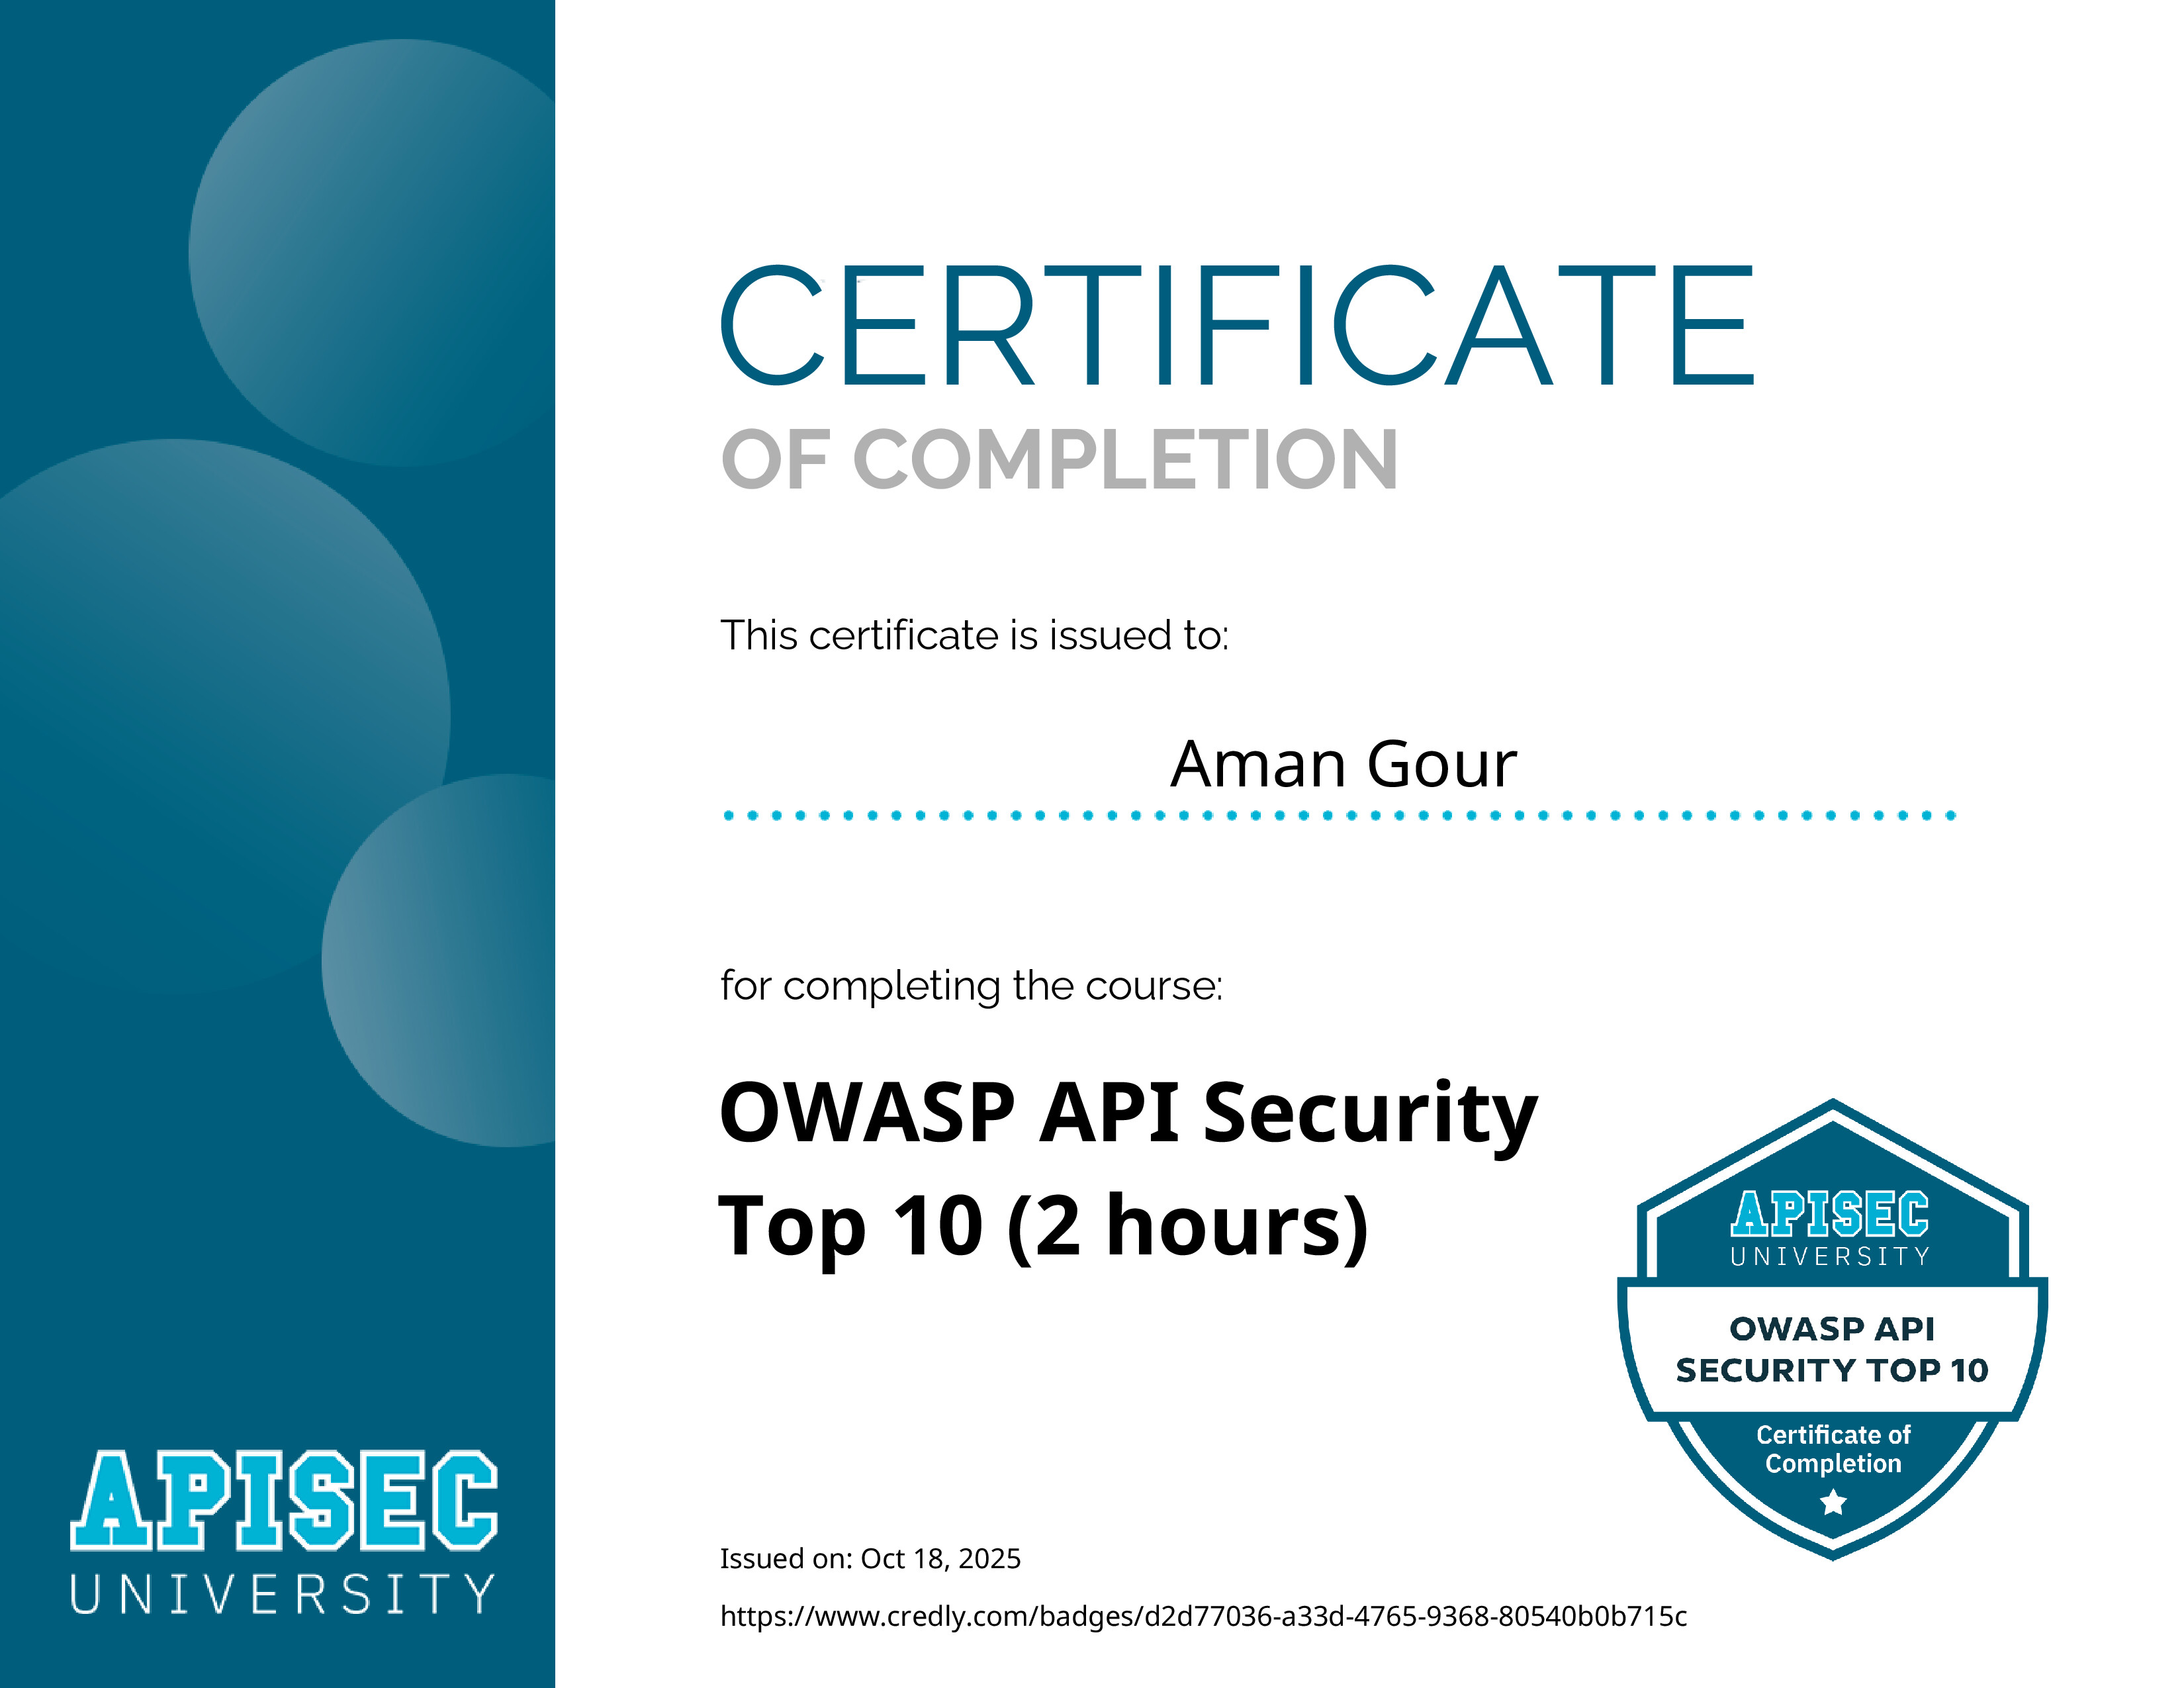 CERTIFICATE
OF COMPLETION
This certificate is issued to:
Aman Gour
for completing the course:
OWASP API Security
Top 10 (2 hours)
APISEC
UNIVERSITY
OWASP API
SECURITY TOP 10
Certificate of
Completion
APISEC
UNIVERSITY
Issued on: Oct 18, 2025
https://www.credly.com/badges/d2d77036-a33d-4765-9368-80540b0b715c